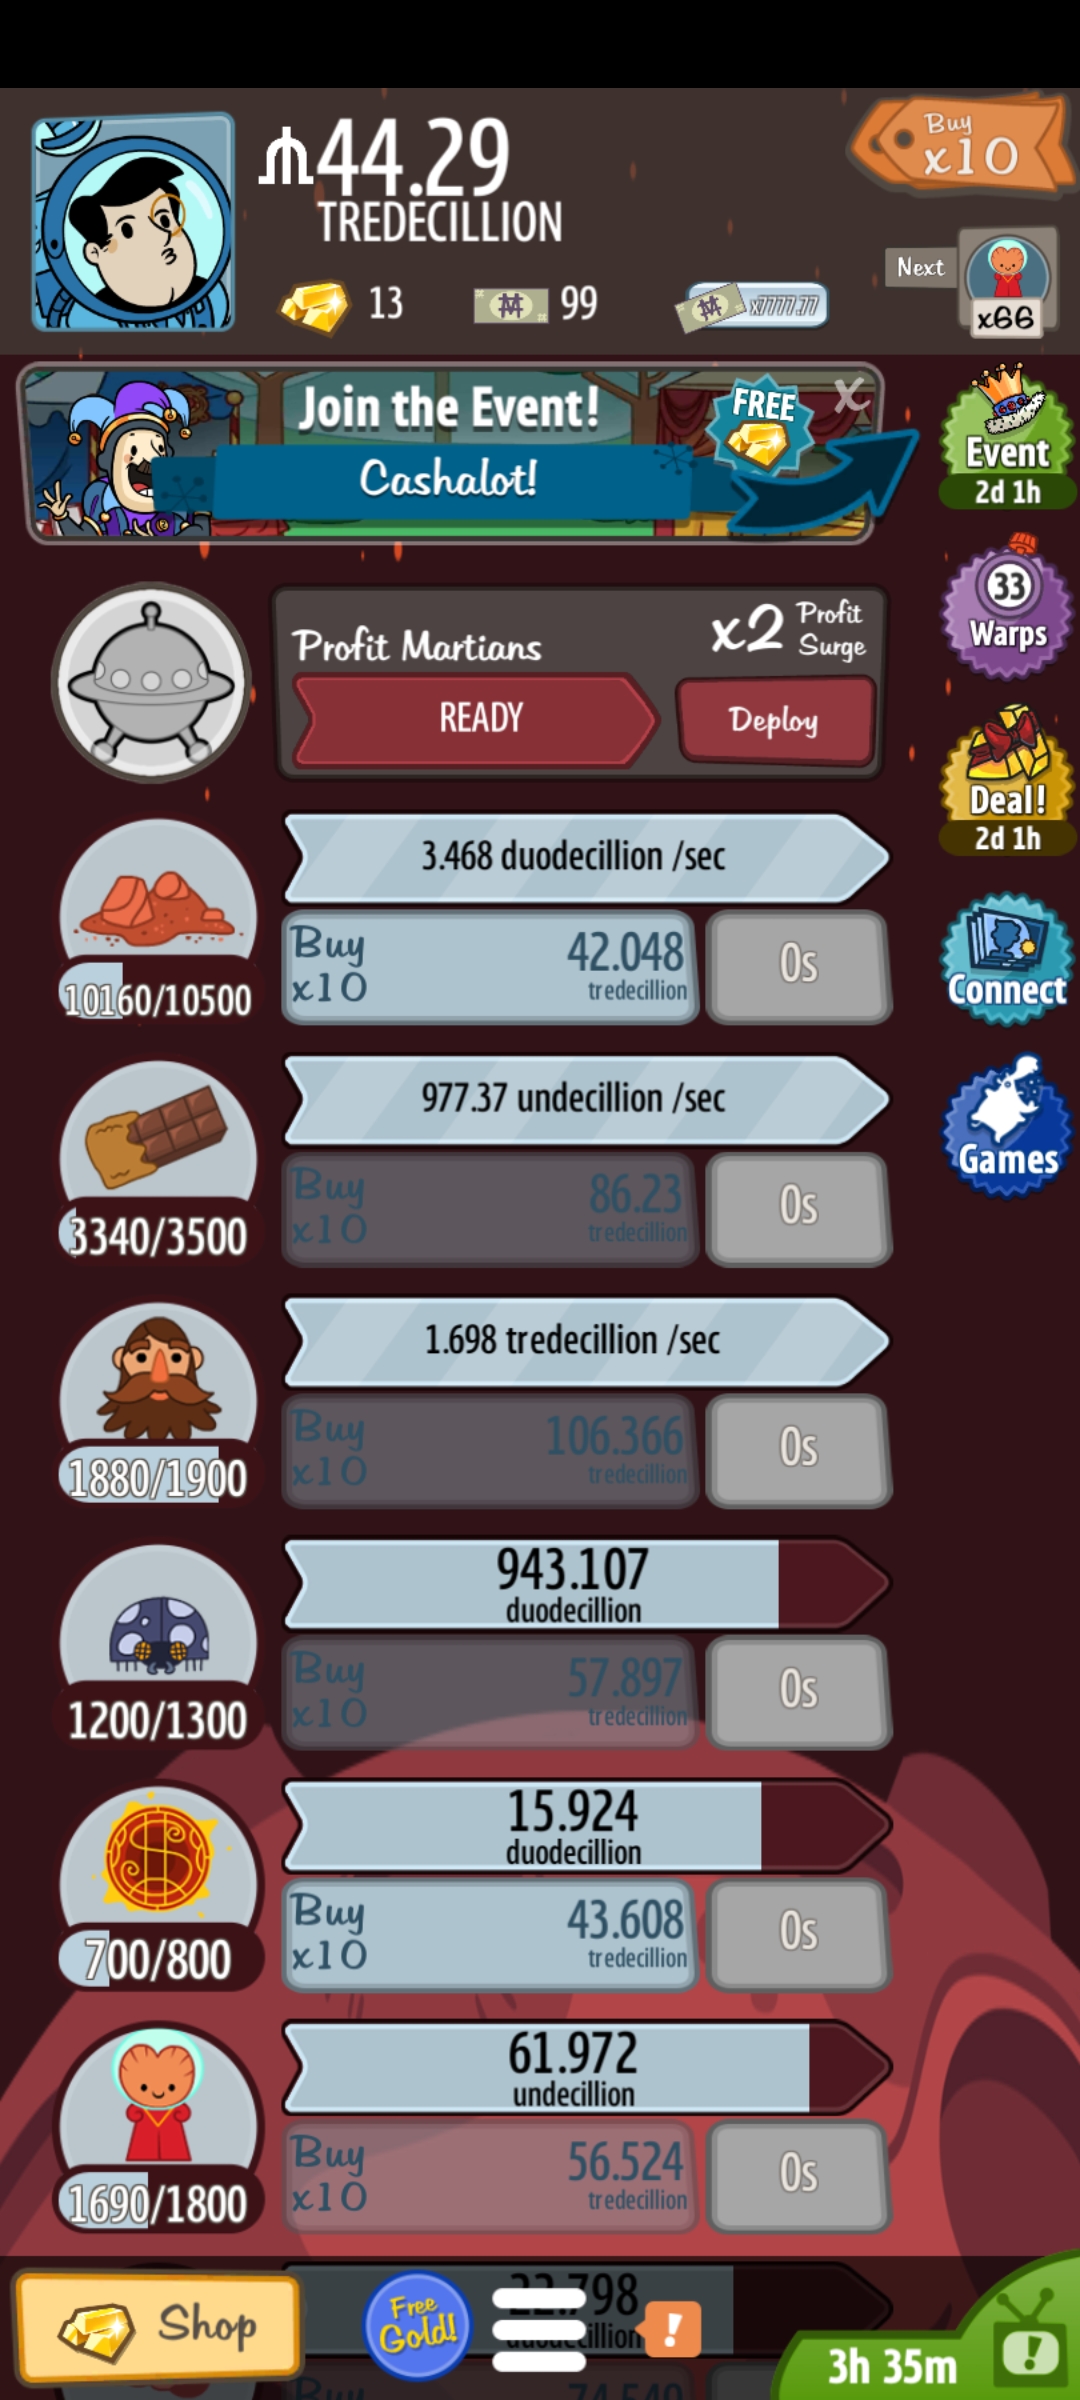 44.29
TREDECILLION
Buy
x10
13
99
x7777.77
Next
x66
Join the Event!
Cashalot!
FREE
X
Event
2d 1h
33
Warps
Profit Martians
x2 Profit
Surge
READY
Deploy
Deal!
2d 1h
3.468 duodecillion /sec
Buy
x10
42.048
tredecillion
0s
10160/10500
Connect
977.37 undecillion /sec
Buy
x10
86.23
tredecillion
0s
3340/3500
Games
1.698 tredecillion /sec
Buy
x10
106.366
tredecillion
0s
1880/1900
943.107
duodecillion
Buy
x10
57.897
tredecillion
0s
1200/1300
15.924
duodecillion
Buy
x10
43.608
tredecillion
0s
700/800
61.972
undecillion
Buy
x10
56.524
tredecillion
0s
1690/1800
Shop
Free
Gold!
!
3h 35m
!